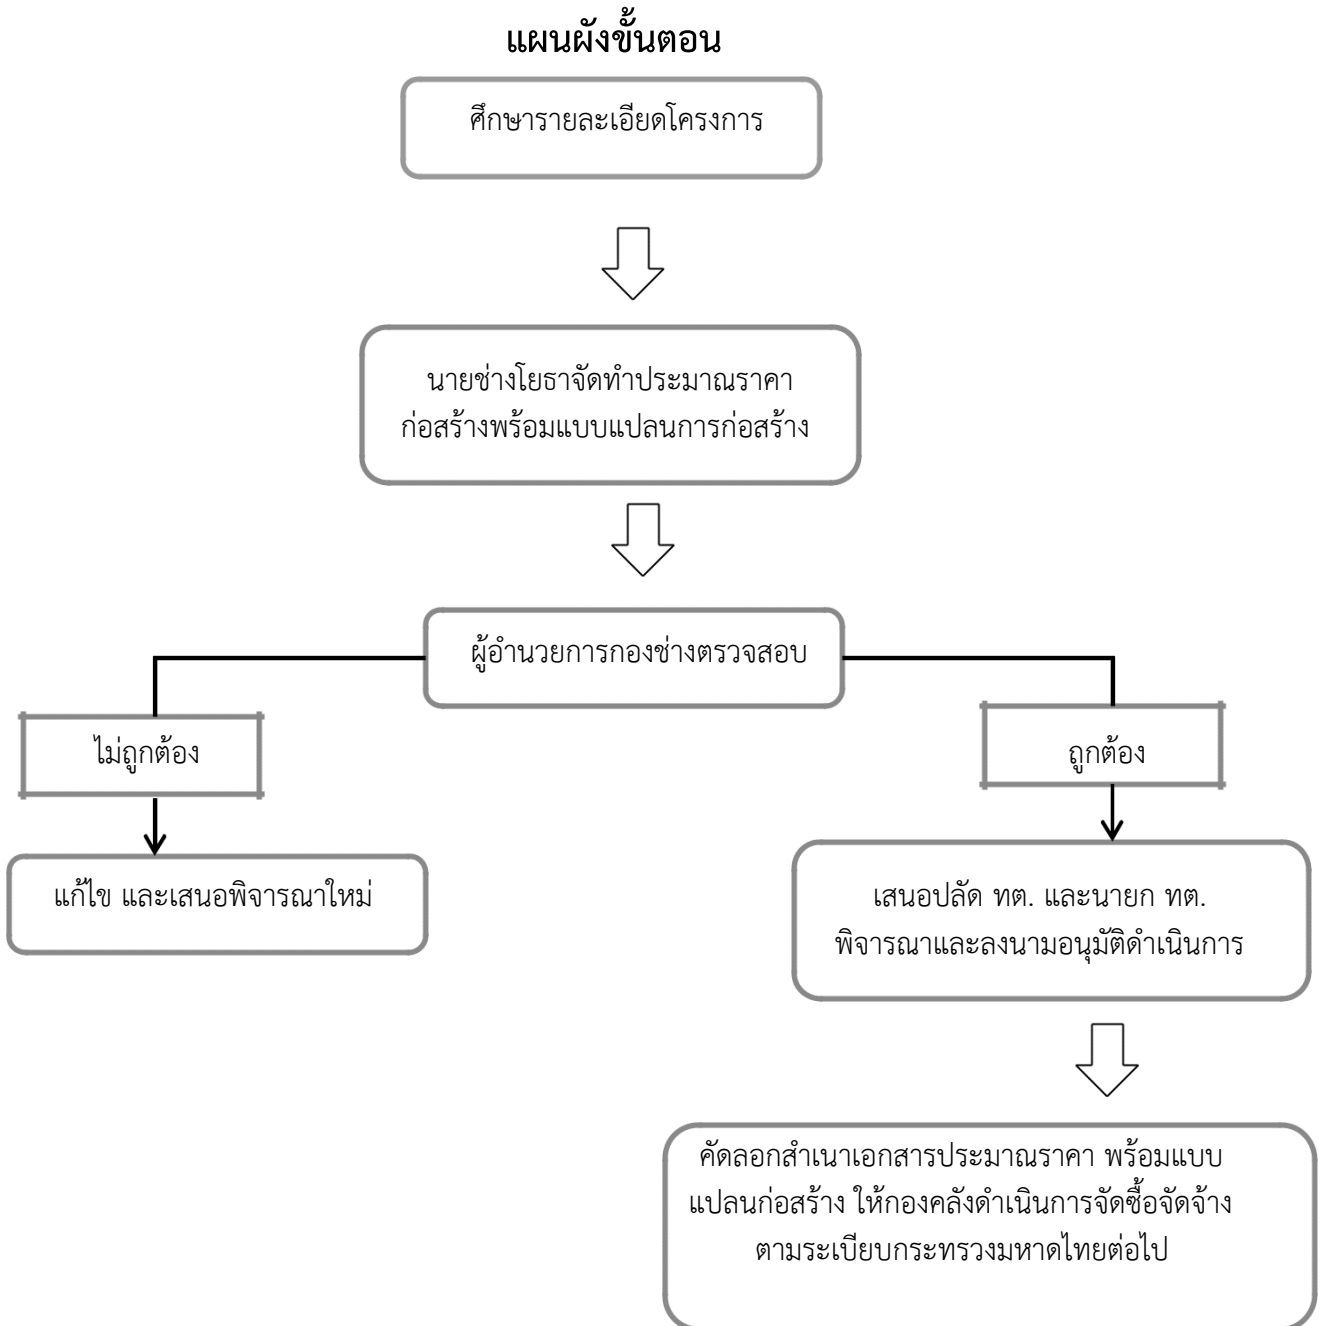 แผนผังขั้นตอน
ศึกษารายละเอียดโครงการ
นายช่างโยธาจัดทำประมาณราคา
ก่อสร้างพร้อมแบบแปลนการก่อสร้าง
ผู้อำนวยการกองช่างตรวจสอบ
ไม่ถูกต้อง
ถูกต้อง
แก้ไข และเสนอพิจารณาใหม่
เสนอปลัด ทต. และนายก ทต.
พิจารณาและลงนามอนุมัติดำเนินการ
คัดลอกสำเนาเอกสารประมาณราคา พร้อมแบบ
แปลนก่อสร้าง ให้กองคลังดำเนินการจัดซื้อจัดจ้าง
ตามระเบียบกระทรวงมหาดไทยต่อไป